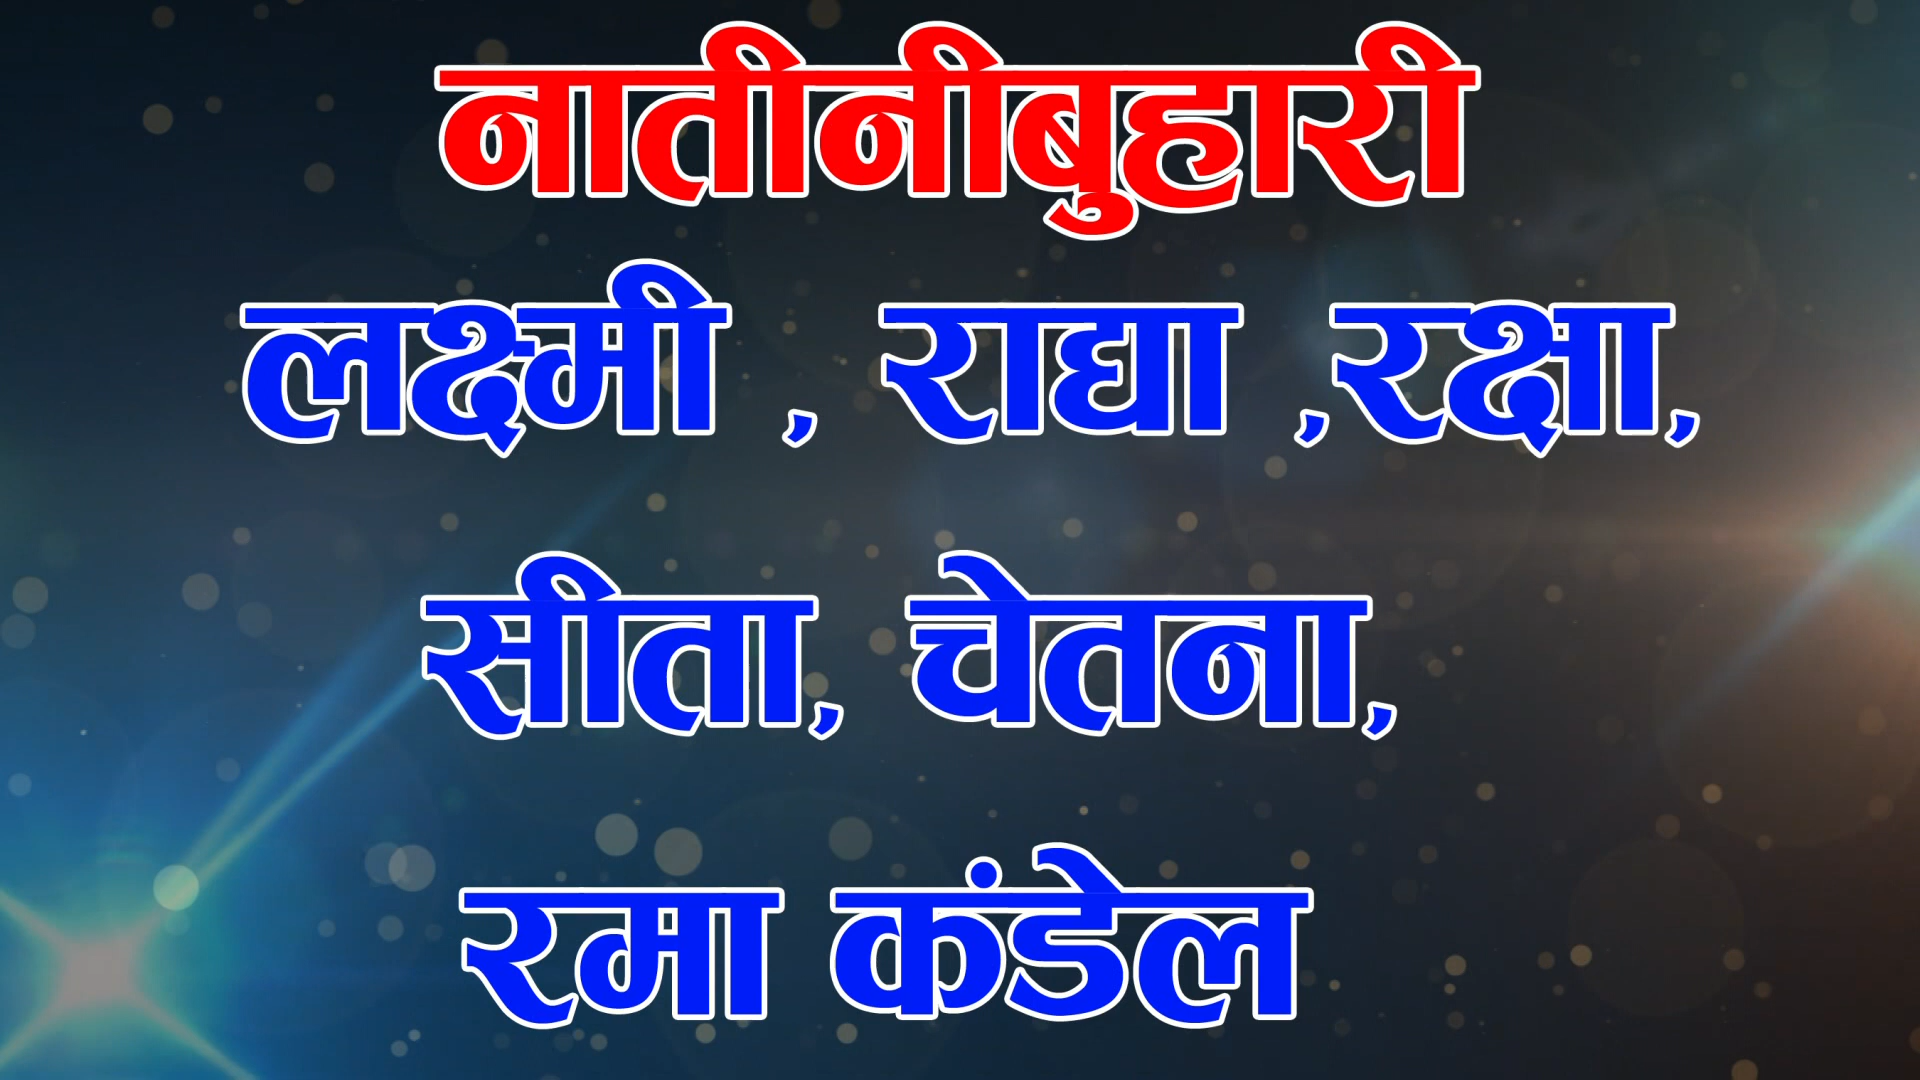 नातीनीबुहारी
लक्ष्मी , राद्या ,रक्षा,
सीता, चेतना,
रमा कंडेल